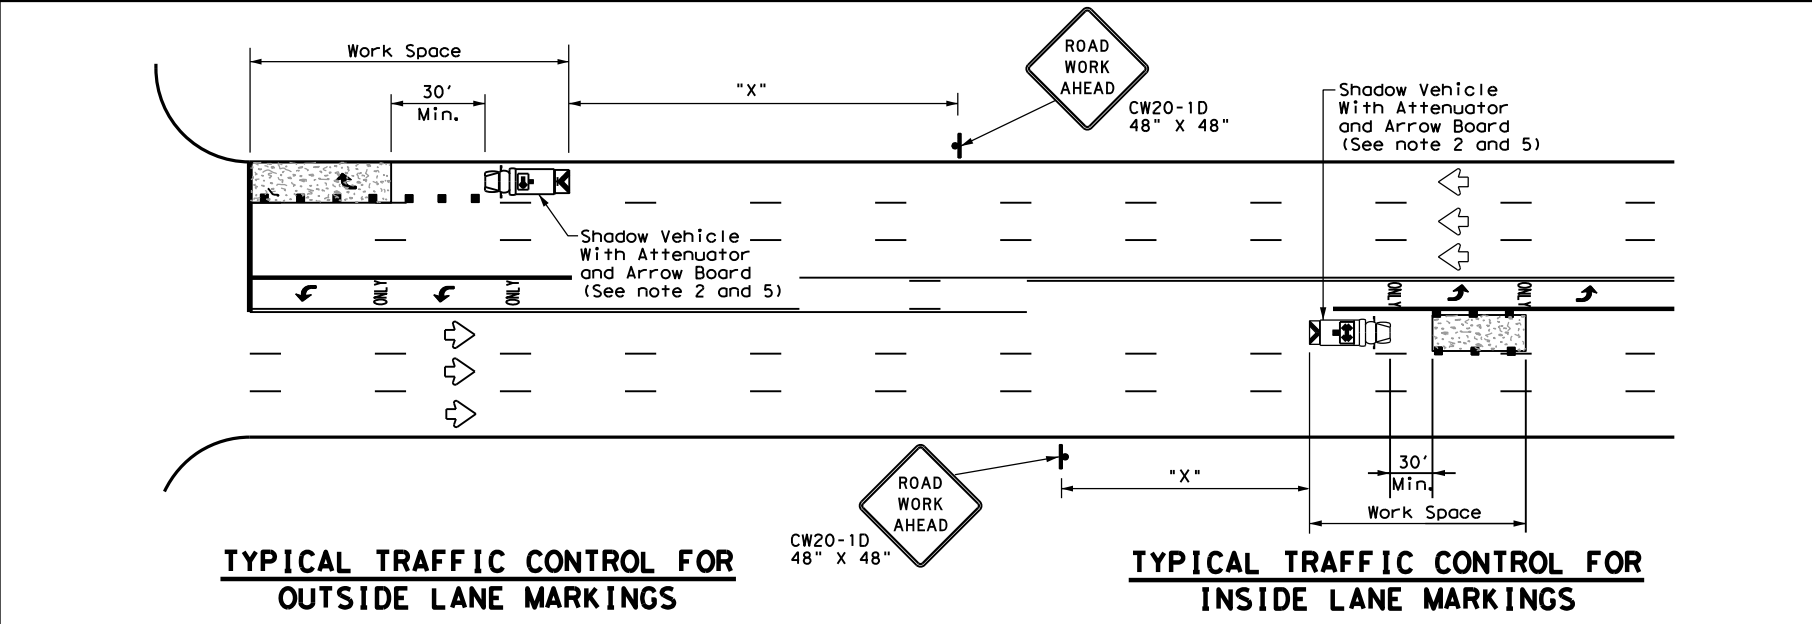 Work Space
30'
Min.
"X"
ROAD
WORK
AHEAD
CW20-1D
48" X 48"
Shadow Vehicle
With Attenuator
and Arrow Board
(See note 2 and 5)
Shadow Vehicle
With Attenuator
and Arrow Board
(See note 2 and 5)
ONLY
ONLY
ONLY
ONLY
ROAD
WORK
AHEAD
CW20-1D
48" X 48"
"X"
30'
Min.
Work Space
TYPICAL TRAFFIC CONTROL FOR
OUTSIDE LANE MARKINGS
TYPICAL TRAFFIC CONTROL FOR
INSIDE LANE MARKINGS